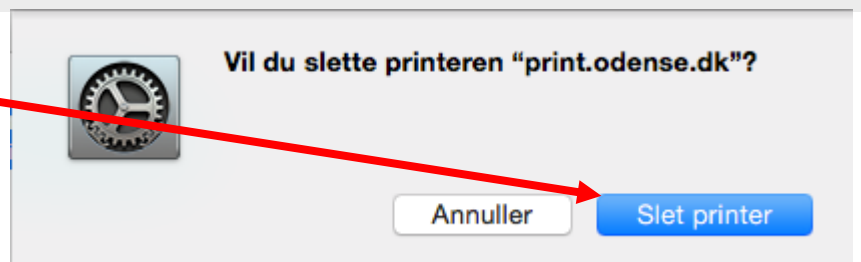 Vil du slette printeren “print.odense.dk”?
Annuller
Slet printer